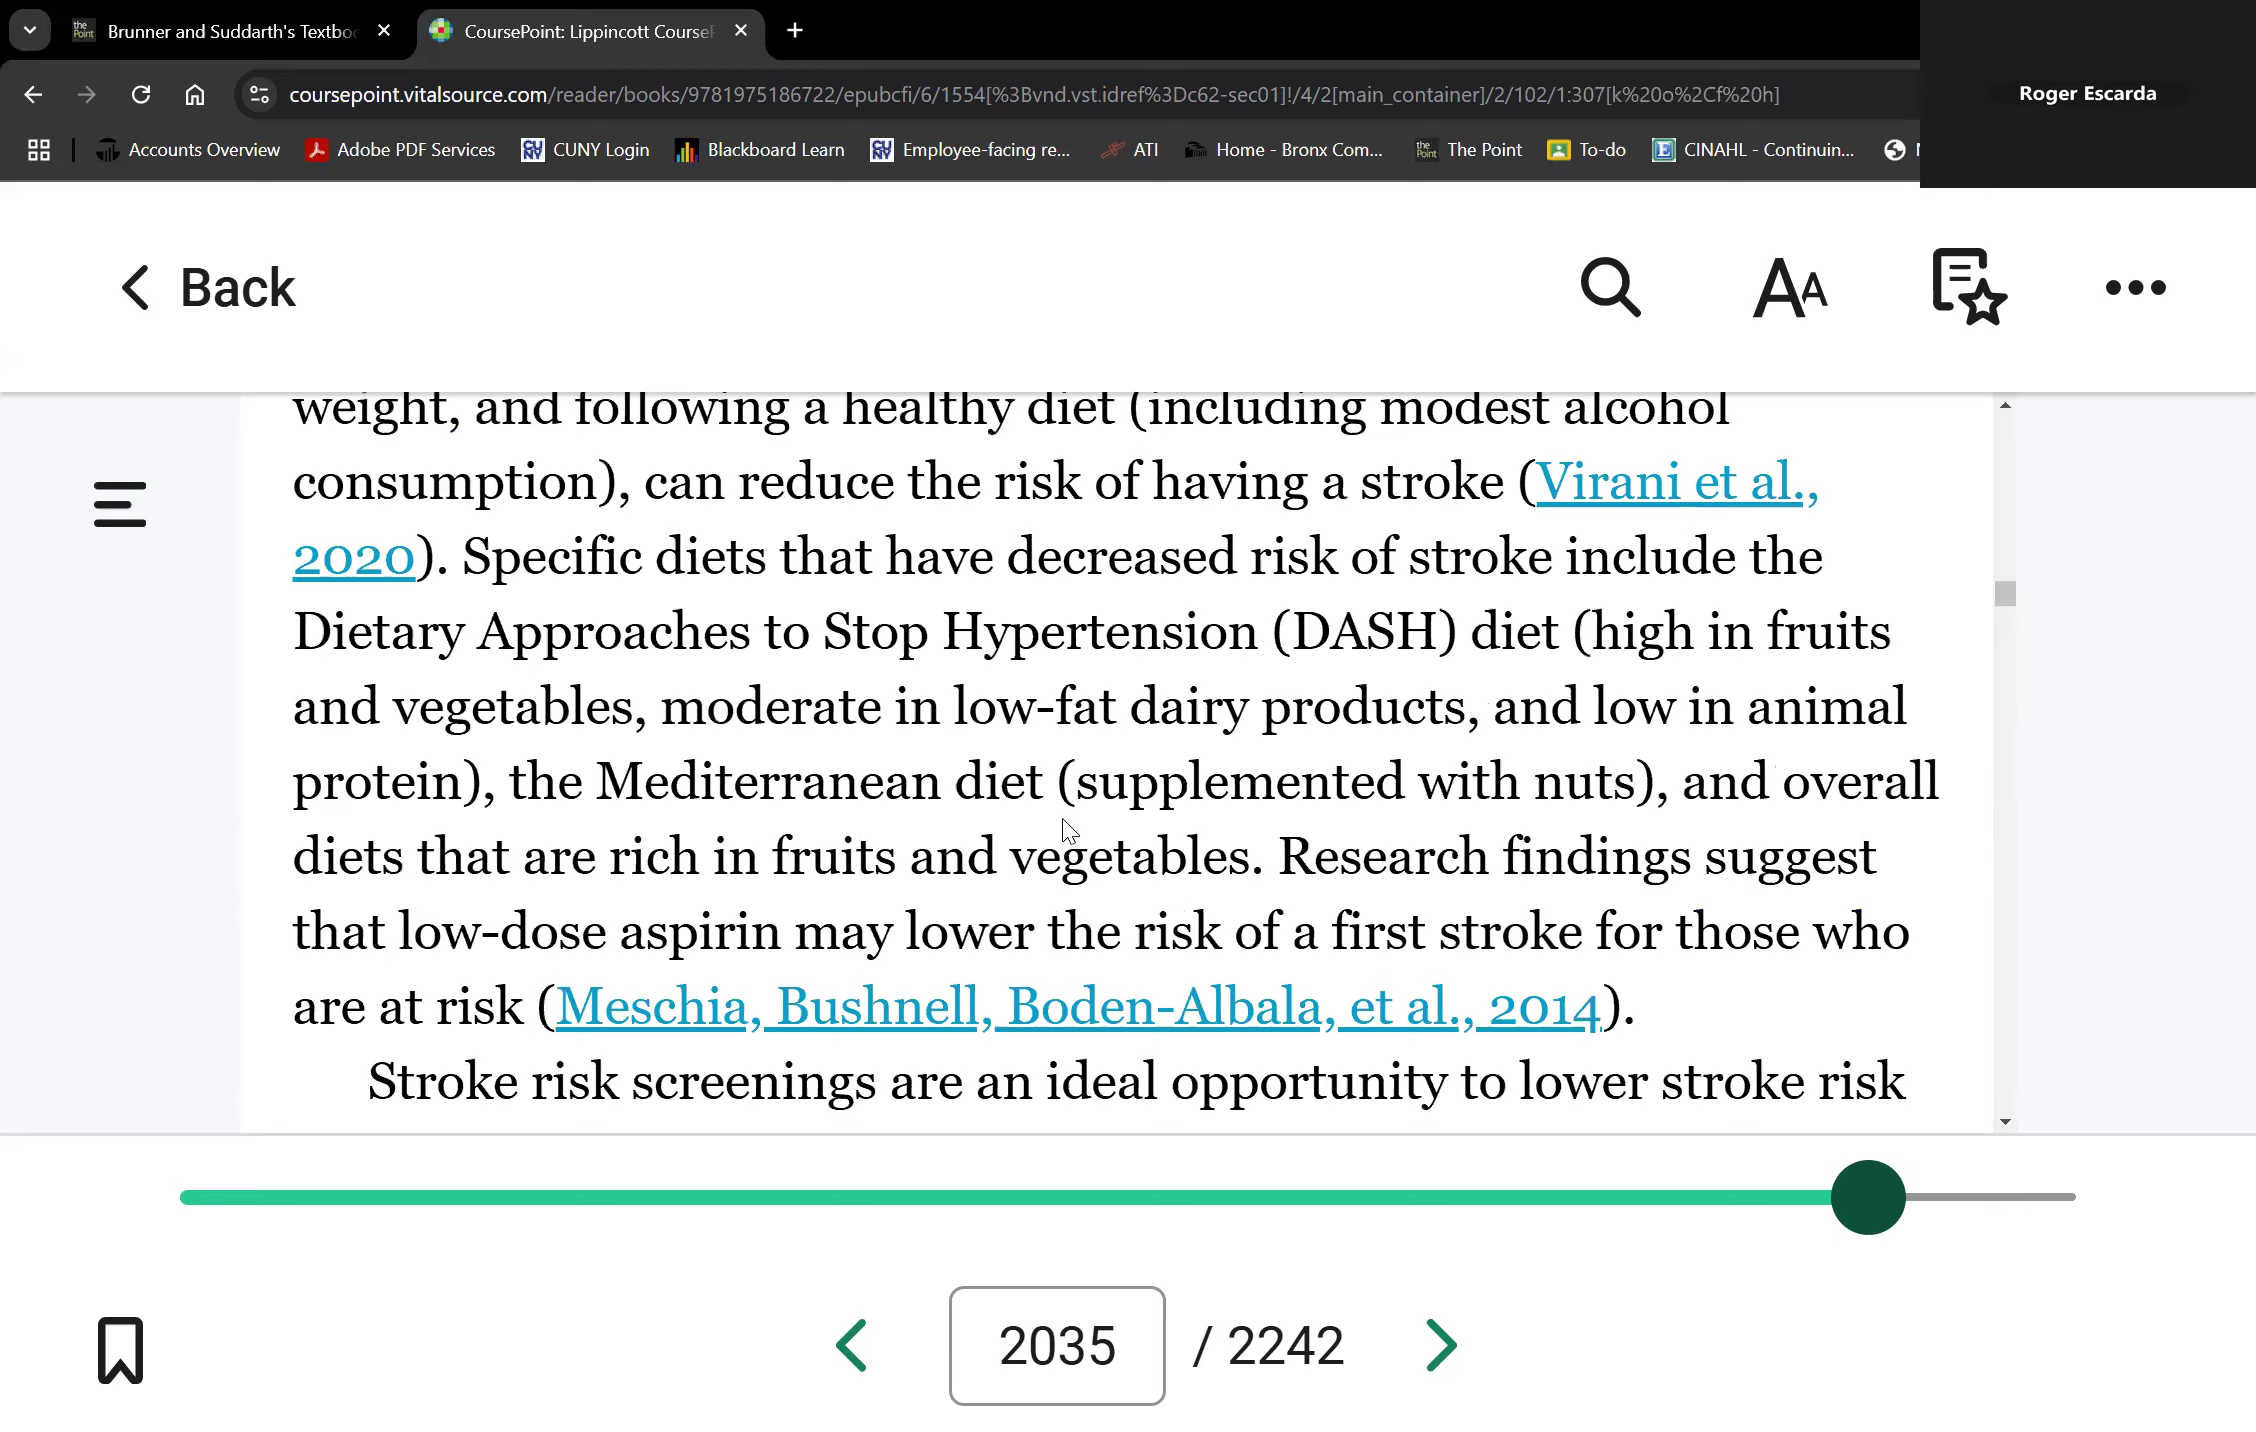 the Point Brunner and Suddarth's Textbo
CoursePoint: Lippincott Course
coursepoint.vitalsource.com/reader/books/9781975186722/epubcfi/6/1554[%3Bvnd.vst.idref%3Dc62-sec01]!/4/2[main_container]/2/102/1:307[k%20o%2Cf%20h]
Roger Escarda
Accounts Overview
Adobe PDF Services
CUNY Login
Blackboard Learn
Employee-facing re...
ATI
Home - Bronx Com...
the Point The Point
To-do
CINAHL - Continuin...
Back
AA
weight, and following a healthy diet (including modest alcohol
consumption), can reduce the risk of having a stroke (Virani et al.,
2020). Specific diets that have decreased risk of stroke include the
Dietary Approaches to Stop Hypertension (DASH) diet (high in fruits
and vegetables, moderate in low-fat dairy products, and low in animal
protein), the Mediterranean diet (supplemented with nuts), and overall
diets that are rich in fruits and vegetables. Research findings suggest
that low-dose aspirin may lower the risk of a first stroke for those who
are at risk (Meschia, Bushnell, Boden-Albala, et al., 2014).
Stroke risk screenings are an ideal opportunity to lower stroke risk
2035 / 2242